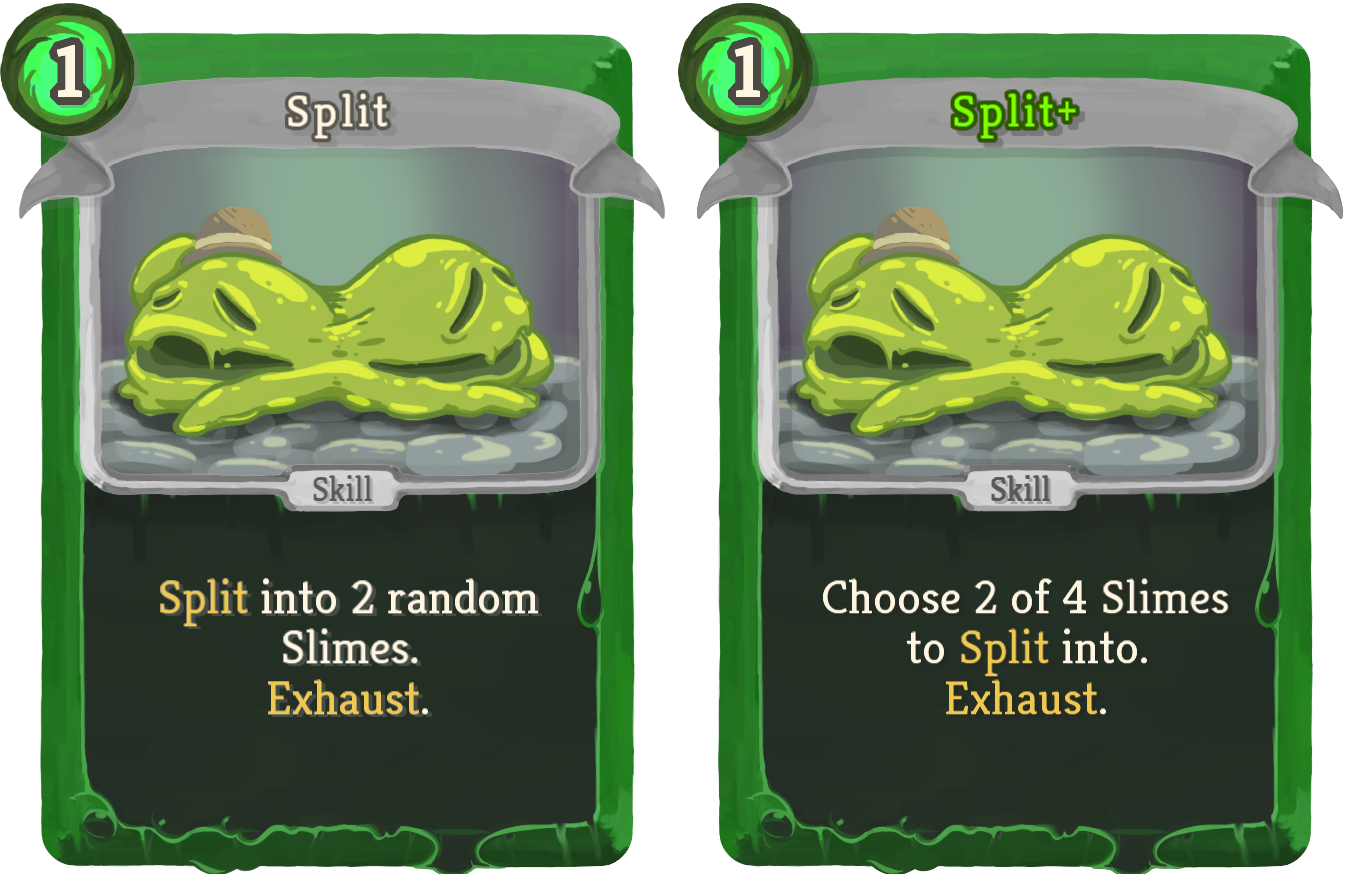 1
Split
Skill
Split into 2 random
Slimes.
Exhaust.
1
Split+
Skill
Choose 2 of 4 Slimes
to Split into.
Exhaust.